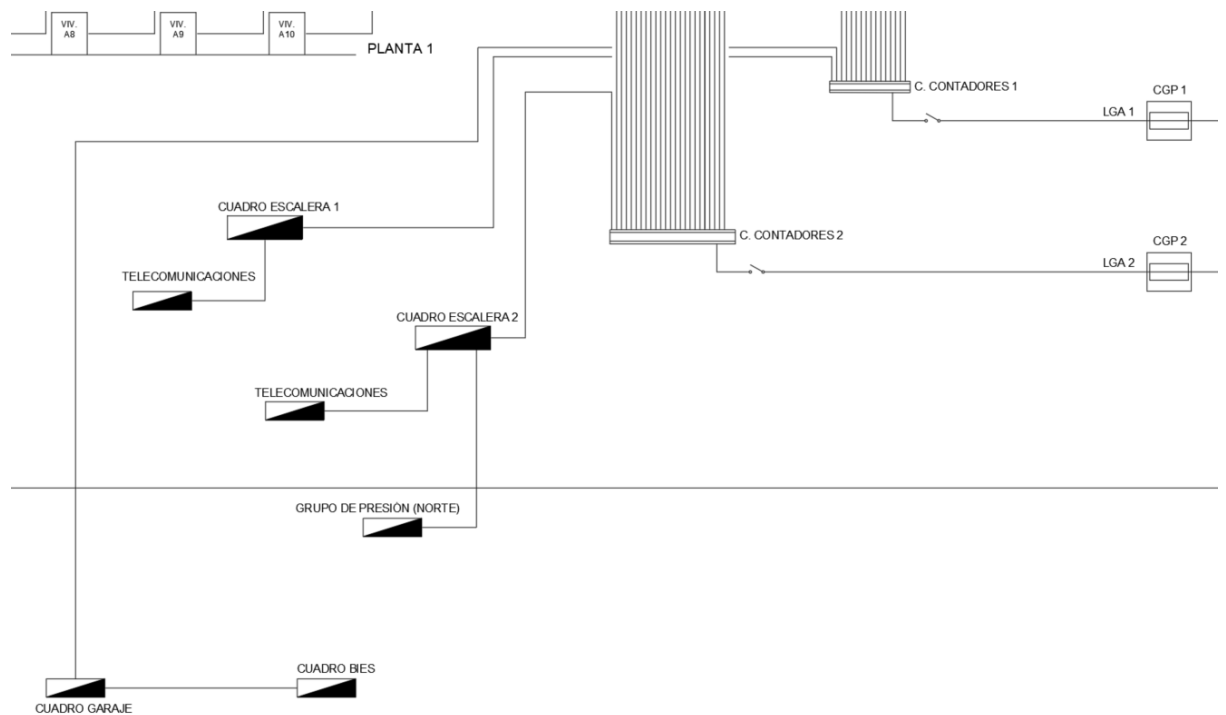 VIV.
A8
VIV.
A9
VIV.
A10
PLANTA 1
C. CONTADORES 1
CGP 1
LGA 1
CUADRO ESCALERA 1
C. CONTADORES 2
CGP 2
LGA 2
TELECOMUNICACIONES
CUADRO ESCALERA 2
TELECOMUNICACIONES
GRUPO DE PRESIÓN (NORTE)
CUADRO BIES
CUADRO GARAJE